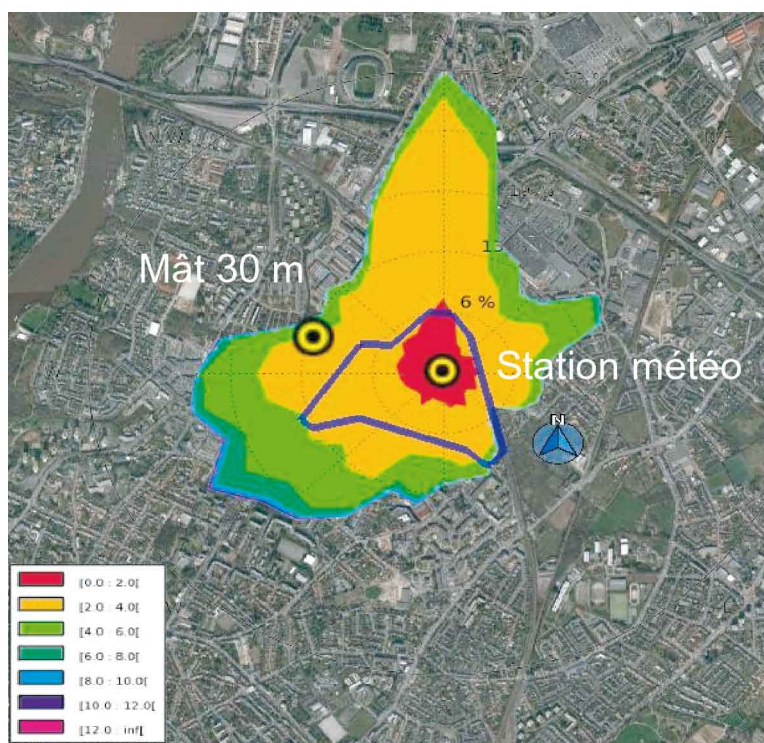 N
Mât 30 m
13
6 %
Station météo
[0.0 : 2.0[
[2.0 : 4.0[
[4.0 : 6.0[
[6.0 : 8.0[
[8.0 : 10.0[
[10.0 : 12.0[
[12.0 : inf[